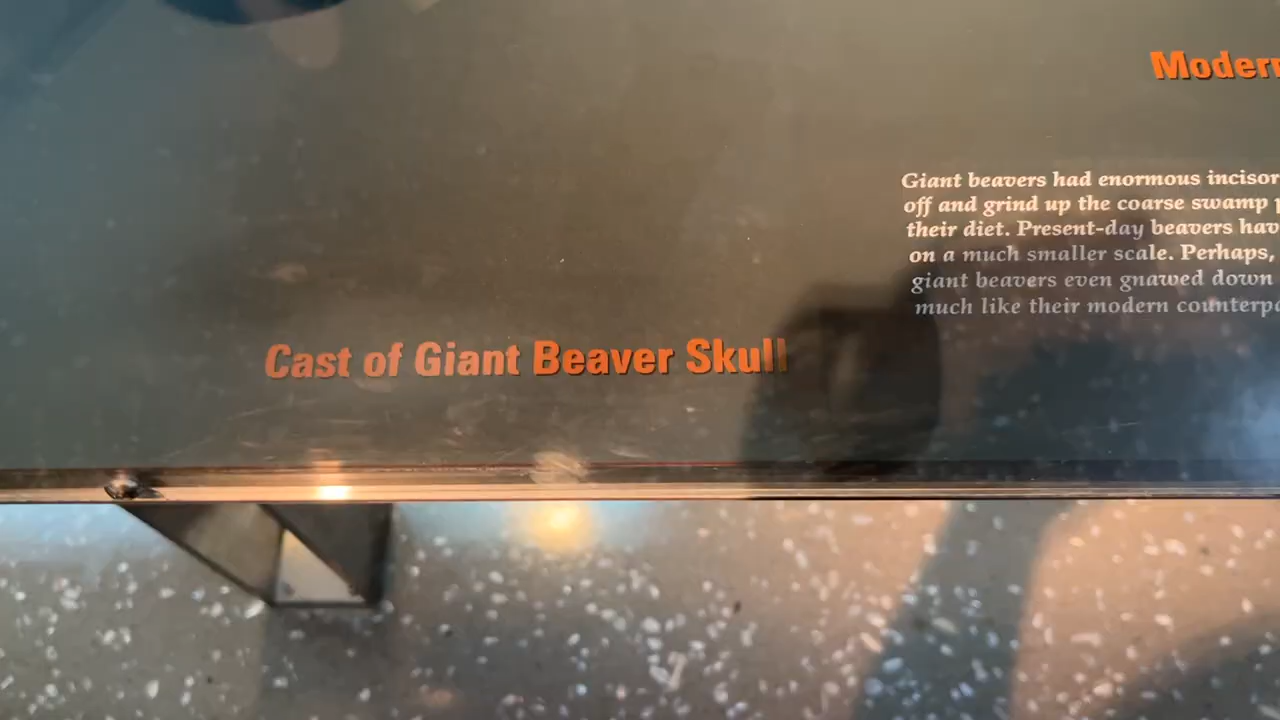 Modern
Giant beavers had enormous incisor
off and grind up the coarse swamp
their diet. Present-day beavers hav
on a much smaller scale. Perhaps,
giant beavers even gnawed down
much like their modern counterpa
Cast of Giant Beaver Skull